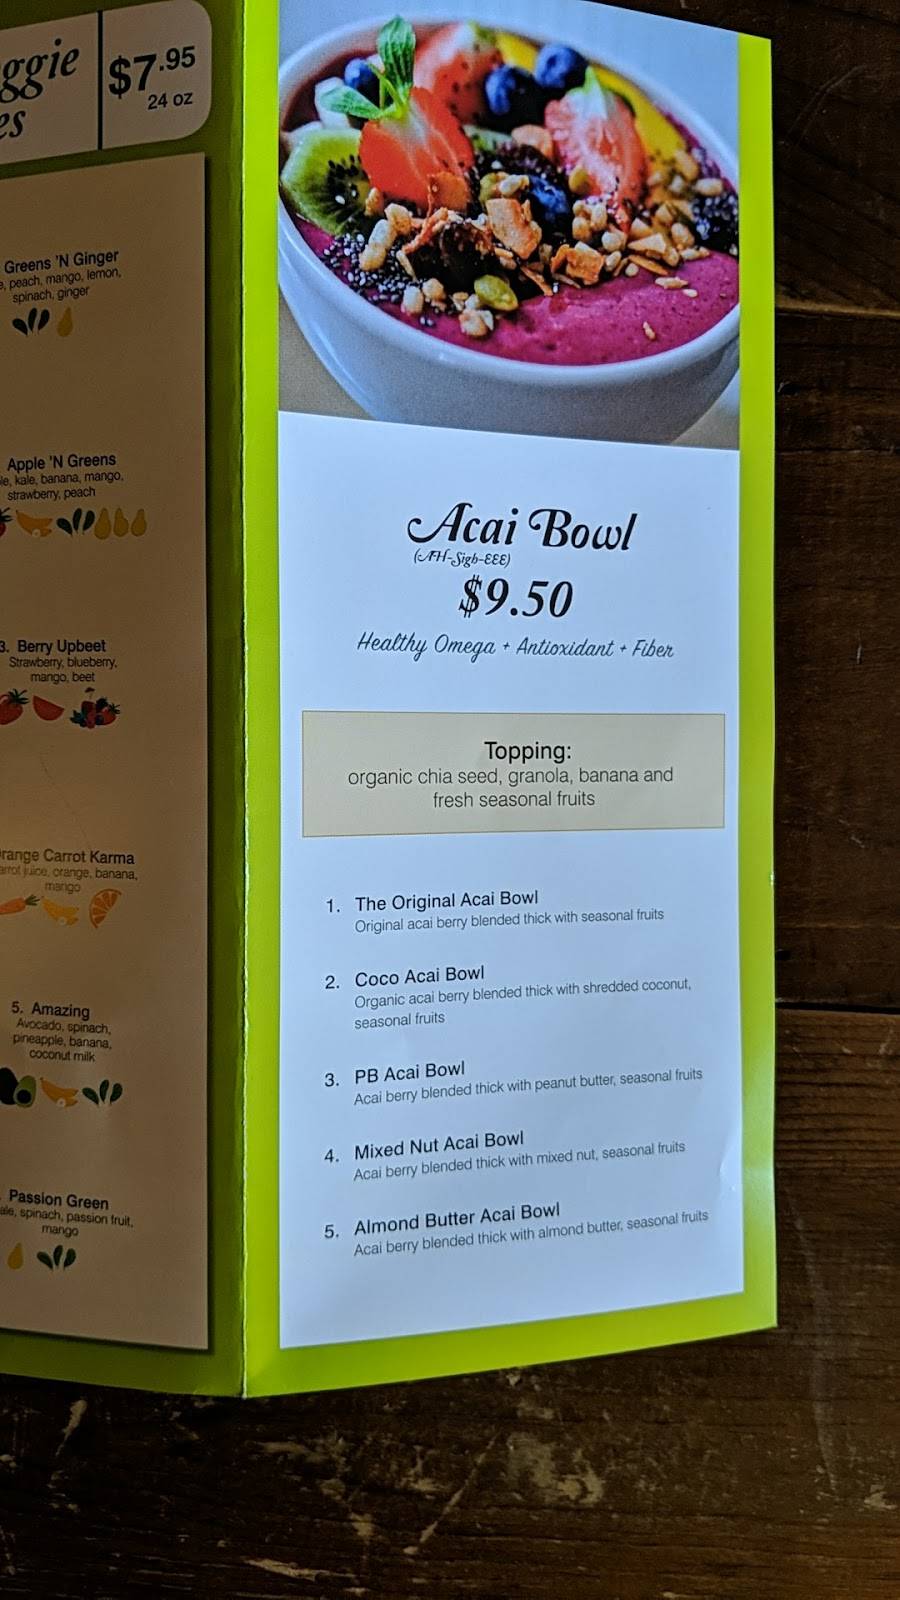 ggie
es
$7.95
24 oz
Greens 'N Ginger
peach, mango, lemon,
spinach, ginger
Apple 'N Greens
kale, banana, mango,
strawberry, peach
3. Berry Upbeet
Strawberry, blueberry,
mango, beet
range Carrot Karma
arrot juice, orange, banana,
mango
5. Amazing
Avocado, spinach,
pineapple, banana,
coconut milk
Passion Green
ale, spinach, passion fruit,
mango
Acai Bowl
(AH-Sigh-EEE)
$9.50
Healthy Omega + Antioxidant + Fiber
Topping:
organic chia seed, granola, banana and
fresh seasonal fruits
1. The Original Acai Bowl
Original acai berry blended thick with seasonal fruits
2. Coco Acai Bowl
Organic acai berry blended thick with shredded coconut,
seasonal fruits
3. PB Acai Bowl
Acai berry blended thick with peanut butter, seasonal fruits
4. Mixed Nut Acai Bowl
Acai berry blended thick with mixed nut, seasonal fruits
5. Almond Butter Acai Bowl
Acai berry blended thick with almond butter, seasonal fruits